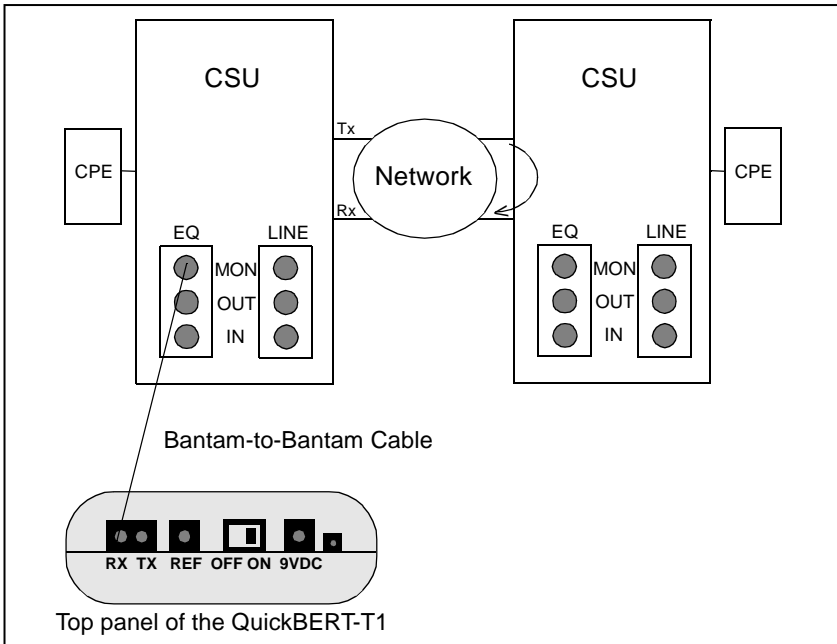 CSU
CSU
Tx
CPE
Network
CPE
Rx
EQ
LINE
EQ
LINE
MON
MON
OUT
OUT
IN
IN
Bantam-to-Bantam Cable
RX TX REF OFF ON 9VDC
Top panel of the QuickBERT-T1